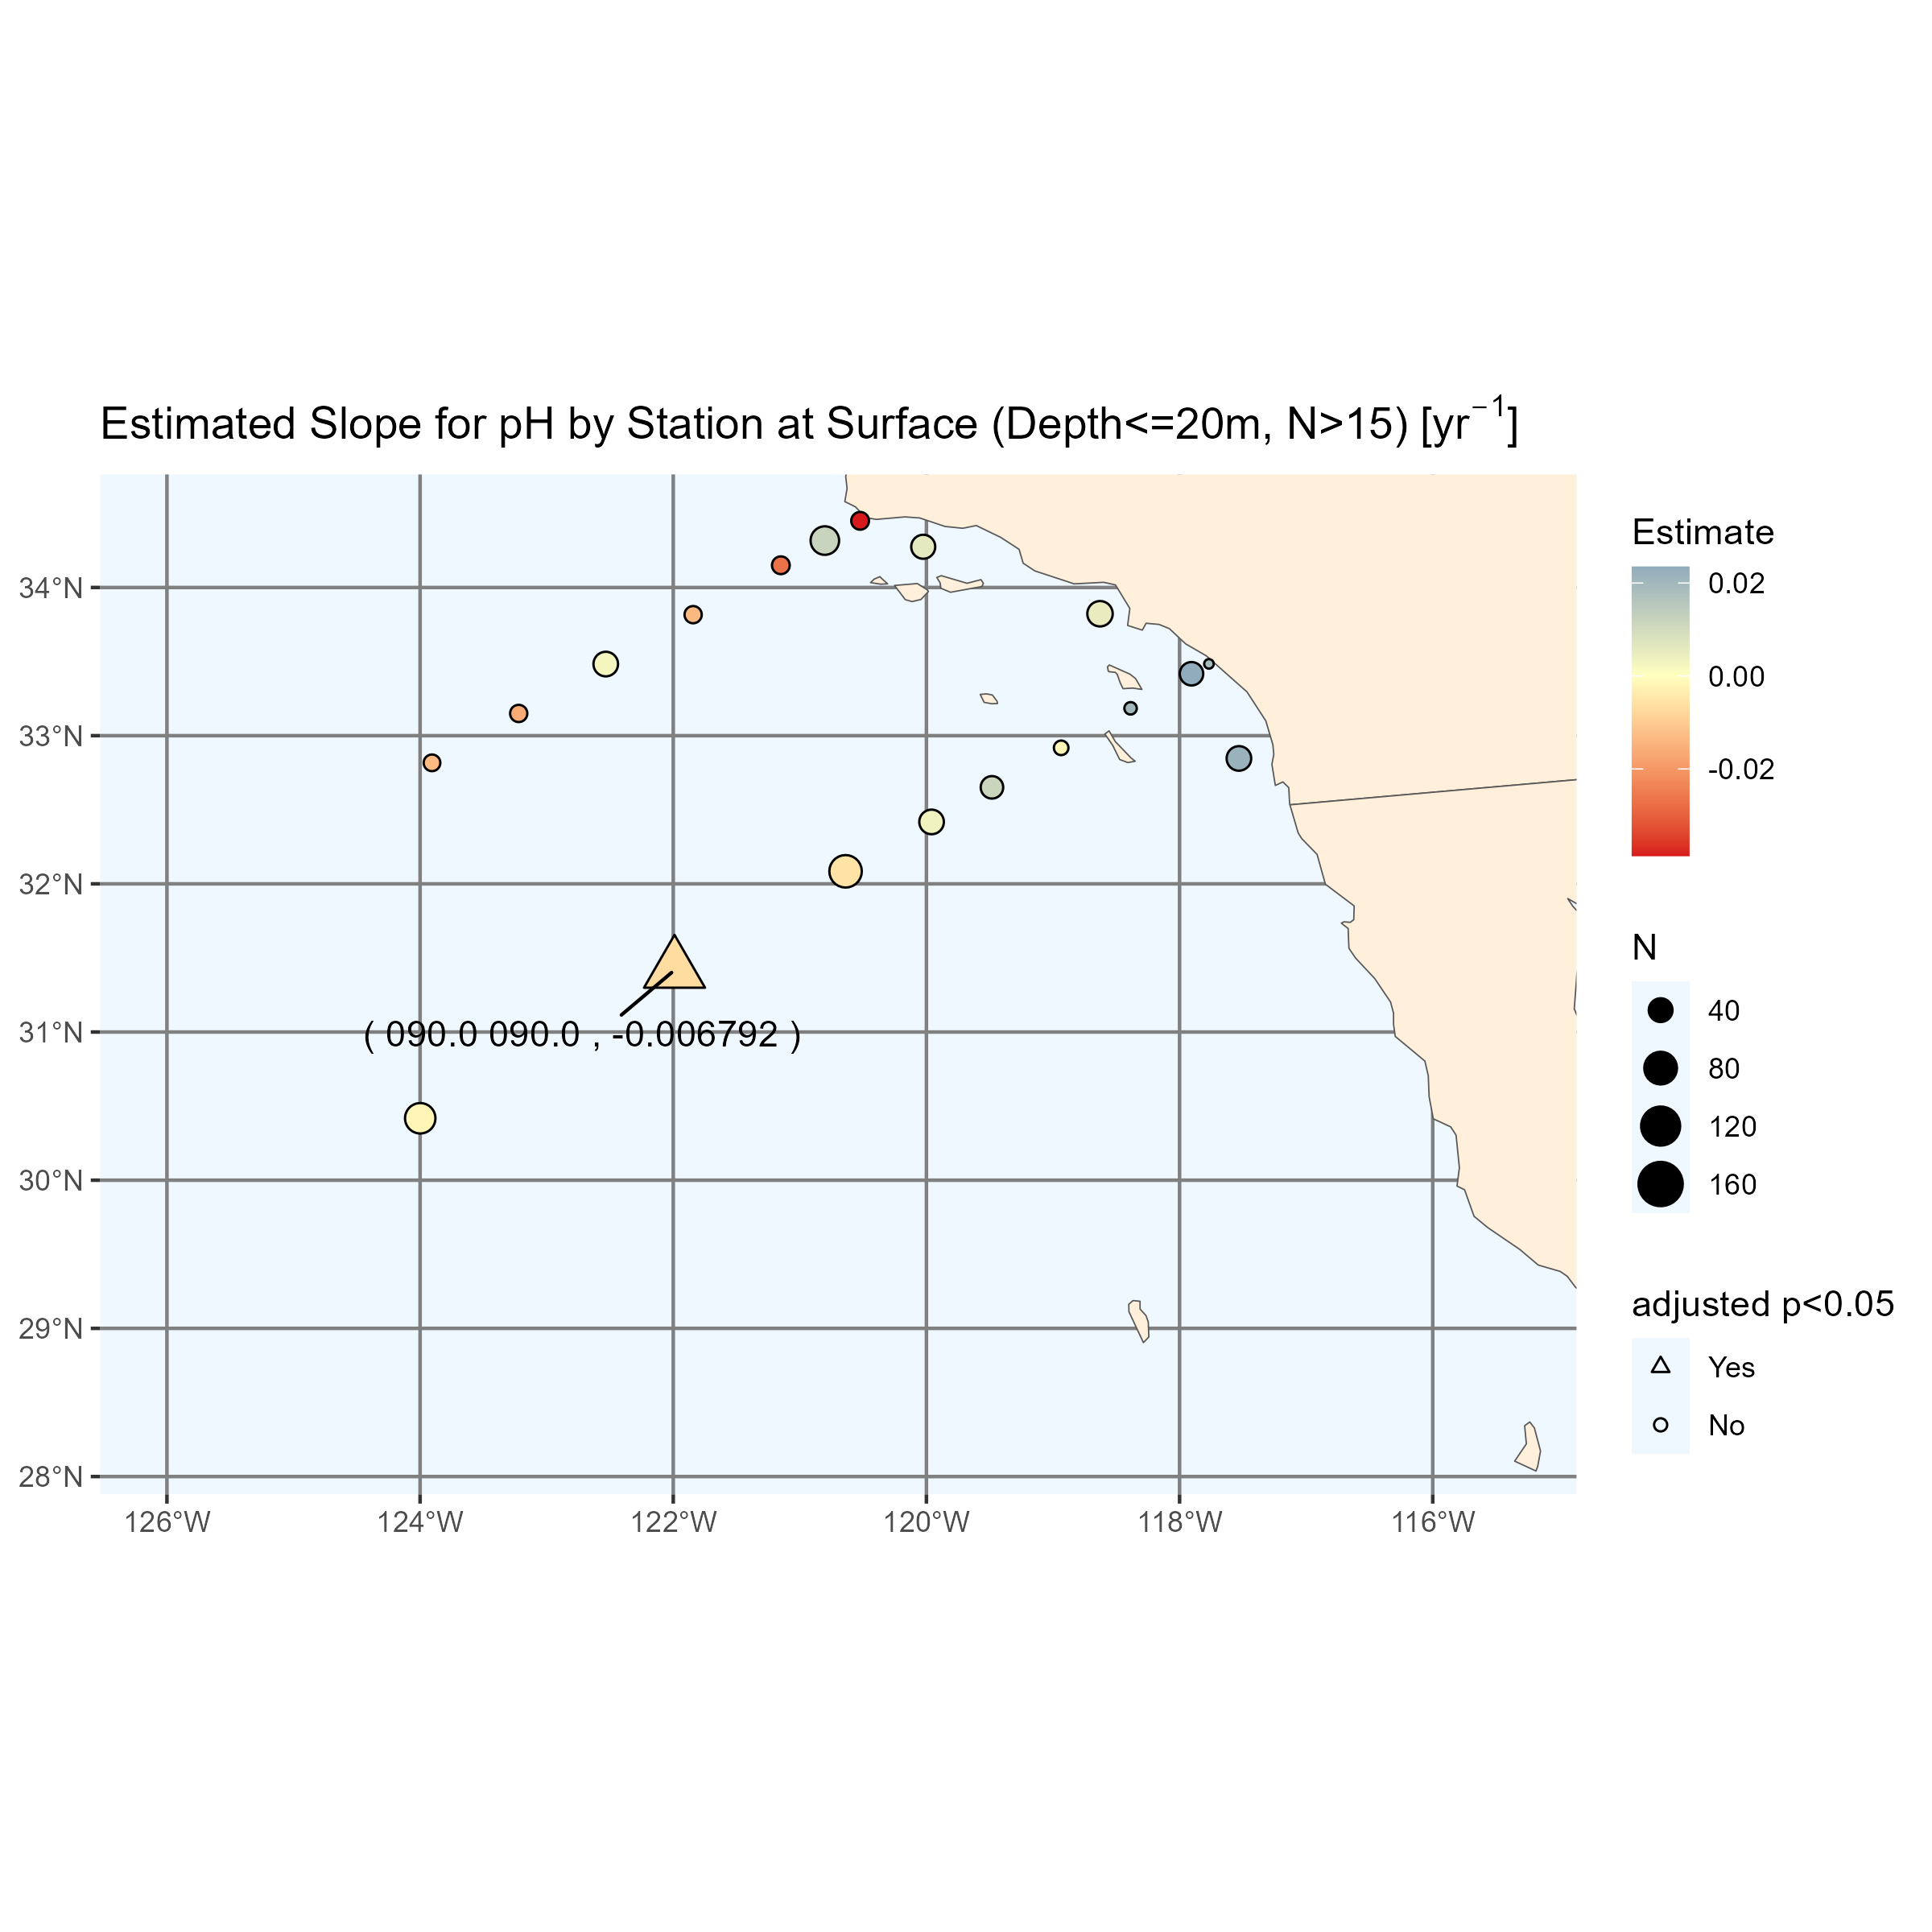 Estimated Slope for pH by Station at Surface (Depth<=20m, N>15) [yr⁻¹]
34°N
33°N
32°N
31°N
30°N
29°N
28°N
126°W 124°W 122°W 120°W 118°W 116°W
( 090.0 090.0 , -0.006792 )
Estimate
0.02
0.00
-0.02
N
40
80
120
160
adjusted p<0.05
Yes
No